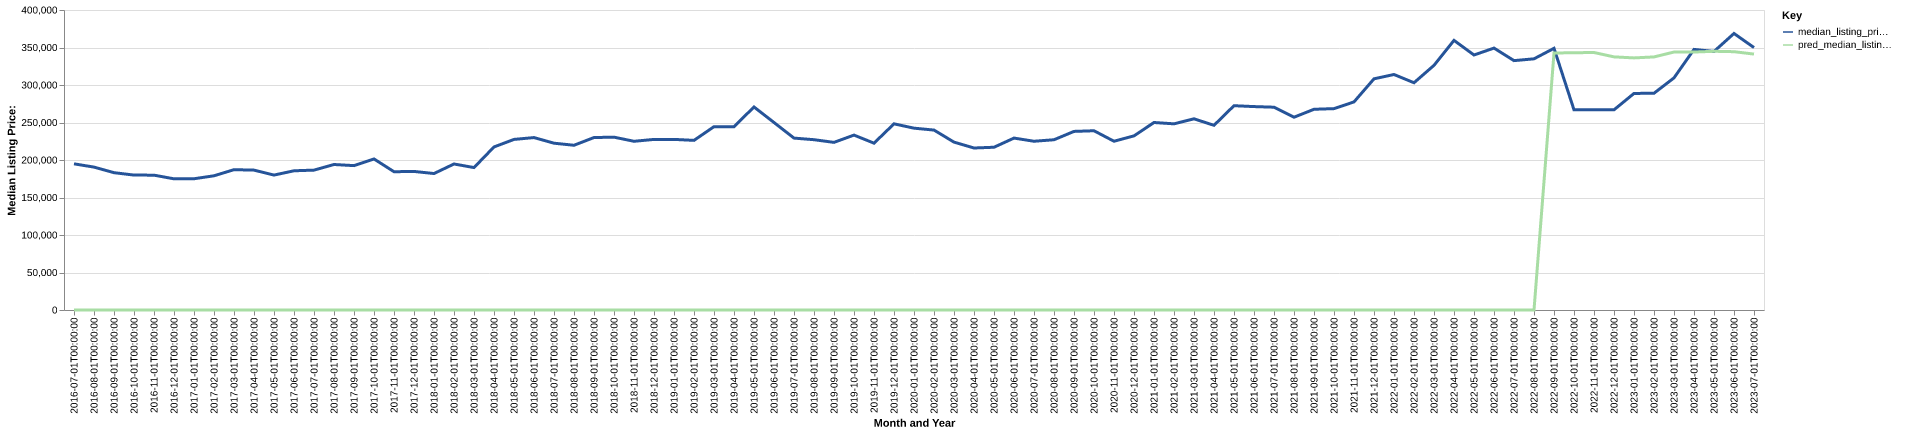 400,000
350,000
300,000
250,000
200,000
150,000
100,000
50,000
0
Median Listing Price:
2016-07-01T00:00:00
2016-08-01T00:00:00
2016-09-01T00:00:00
2016-10-01T00:00:00
2016-11-01T00:00:00
2016-12-01T00:00:00
2017-01-01T00:00:00
2017-02-01T00:00:00
2017-03-01T00:00:00
2017-04-01T00:00:00
2017-05-01T00:00:00
2017-06-01T00:00:00
2017-07-01T00:00:00
2017-08-01T00:00:00
2017-09-01T00:00:00
2017-10-01T00:00:00
2017-11-01T00:00:00
2017-12-01T00:00:00
2018-01-01T00:00:00
2018-02-01T00:00:00
2018-03-01T00:00:00
2018-04-01T00:00:00
2018-05-01T00:00:00
2018-06-01T00:00:00
2018-07-01T00:00:00
2018-08-01T00:00:00
2018-09-01T00:00:00
2018-10-01T00:00:00
2018-11-01T00:00:00
2018-12-01T00:00:00
2019-01-01T00:00:00
2019-02-01T00:00:00
2019-03-01T00:00:00
2019-04-01T00:00:00
2019-05-01T00:00:00
2019-06-01T00:00:00
2019-07-01T00:00:00
2019-08-01T00:00:00
2019-09-01T00:00:00
2019-10-01T00:00:00
2019-11-01T00:00:00
2019-12-01T00:00:00
2020-01-01T00:00:00
2020-02-01T00:00:00
2020-03-01T00:00:00
2020-04-01T00:00:00
2020-05-01T00:00:00
2020-06-01T00:00:00
2020-07-01T00:00:00
2020-08-01T00:00:00
2020-09-01T00:00:00
2020-10-01T00:00:00
2020-11-01T00:00:00
2020-12-01T00:00:00
2021-01-01T00:00:00
2021-02-01T00:00:00
2021-03-01T00:00:00
2021-04-01T00:00:00
2021-05-01T00:00:00
2021-06-01T00:00:00
2021-07-01T00:00:00
2021-08-01T00:00:00
2021-09-01T00:00:00
2021-10-01T00:00:00
2021-11-01T00:00:00
2021-12-01T00:00:00
2022-01-01T00:00:00
2022-02-01T00:00:00
2022-03-01T00:00:00
2022-04-01T00:00:00
2022-05-01T00:00:00
2022-06-01T00:00:00
2022-07-01T00:00:00
2022-08-01T00:00:00
2022-09-01T00:00:00
2022-10-01T00:00:00
2022-11-01T00:00:00
2022-12-01T00:00:00
2023-01-01T00:00:00
2023-02-01T00:00:00
2023-03-01T00:00:00
2023-04-01T00:00:00
2023-05-01T00:00:00
2023-06-01T00:00:00
2023-07-01T00:00:00
Month and Year
Key
median_listing_pri…
pred_median_listin…